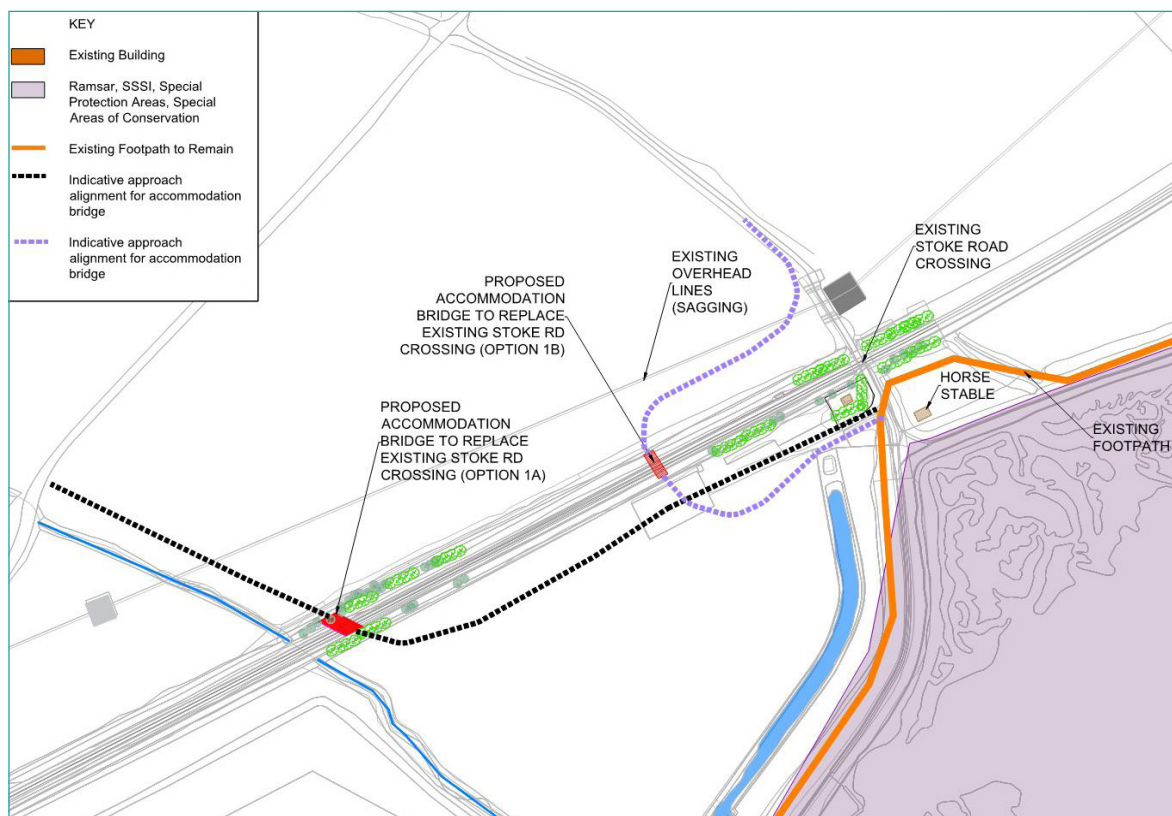 KEY
Existing Building
Ramsar, SSSI, Special
Protection Areas, Special
Areas of Conservation
Existing Footpath to Remain
Indicative approach
alignment for accommodation
bridge
Indicative approach
alignment for accommodation
bridge
EXISTING
STOKE ROAD
CROSSING
EXISTING
OVERHEAD
LINES
(SAGGING)
PROPOSED
ACCOMMODATION
BRIDGE TO REPLACE
EXISTING STOKE RD
CROSSING (OPTION 1B)
HORSE
STABLE
PROPOSED
ACCOMMODATION
BRIDGE TO REPLACE
EXISTING STOKE RD
CROSSING (OPTION 1A)
EXISTING
FOOTPATH